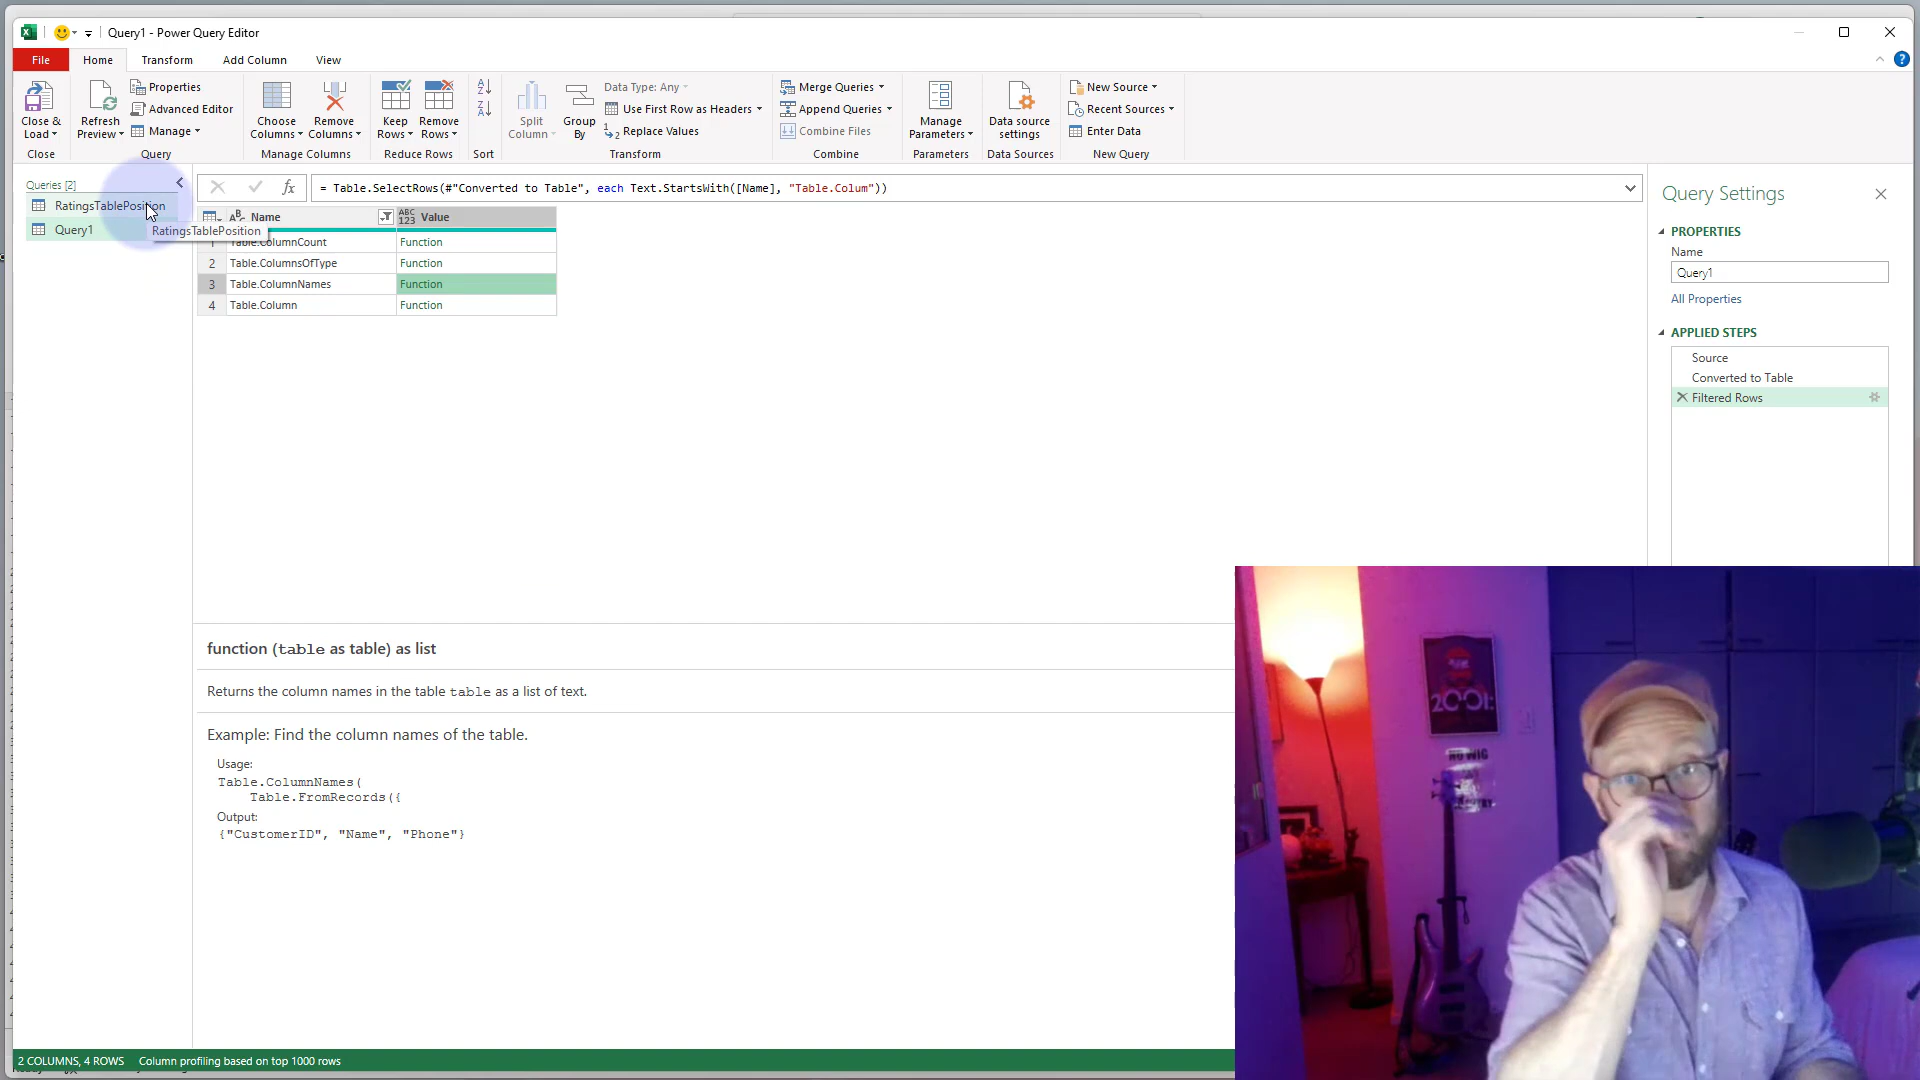 Query1 - Power Query Editor
File Home Transform Add Column View
Close & Load
Refresh Preview
Properties
Advanced Editor
Manage
Choose Columns
Remove Columns
Keep Rows
Remove Rows
Split Column
Group By
Data Type: Any
Use First Row as Headers
Replace Values
Merge Queries
Append Queries
Combine Files
Manage Parameters
Data source settings
New Source
Recent Sources
Enter Data
Close Query Manage Columns Reduce Rows Sort Transform Combine Parameters Data Sources New Query
Queries [2]
RatingsTablePosition
Query1
RatingsTablePosition
= Table.SelectRows(#"Converted to Table", each Text.StartsWith([Name], "Table.Colum"))
Name ABC 123 Value
1 Table.ColumnCount Function
2 Table.ColumnsOfType Function
3 Table.ColumnNames Function
4 Table.Column Function
Query Settings
PROPERTIES
Name
Query1
All Properties
APPLIED STEPS
Source
Converted to Table
Filtered Rows
function (table as table) as list
Returns the column names in the table table as a list of text.
Example: Find the column names of the table.
Usage:
Table.ColumnNames(
Table.FromRecords({
Output:
{"CustomerID", "Name", "Phone"}
2001:
NO WIG
2 COLUMNS, 4 ROWS Column profiling based on top 1000 rows